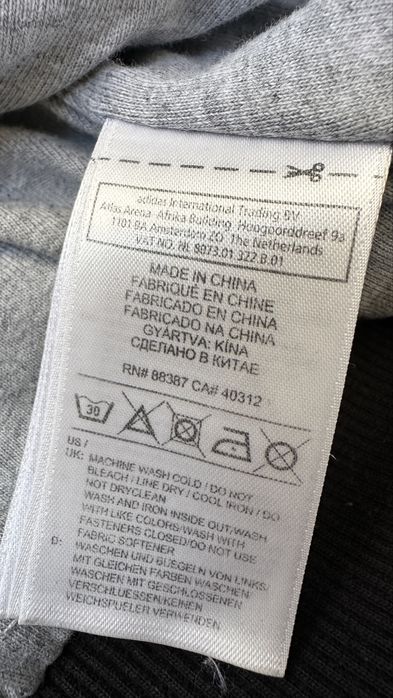 adidas International Trading BV
Atlas Arena Afrika Building Hoogoorddreef 9a
1101 BA Amsterdam ZO The Netherlands
VAT NO. NL 8073.01.322.B.01
MADE IN CHINA
FABRIQUÉ EN CHINE
FABRICADO EN CHINA
FABRICADO NA CHINA
GYÁRTVA: KÍNA
СДЕЛАНО В КИТАЕ
RN# 88387 CA# 40312
30
US /
UK: MACHINE WASH COLD / DO NOT
BLEACH / LINE DRY / COOL IRON / DO
NOT DRYCLEAN
WASH AND IRON INSIDE OUT/WASH
WITH LIKE COLORS/WASH WITH
FASTENERS CLOSED/DO NOT USE
FABRIC SOFTENER
D: WASCHEN UND BUEGELN VON LINKS/
MIT GLEICHEN FARBEN WASCHEN/
WASCHEN MIT GESCHLOSSENEN
VERSCHLUESSEN/KEINEN
WEICHSPUELER VERWENDEN